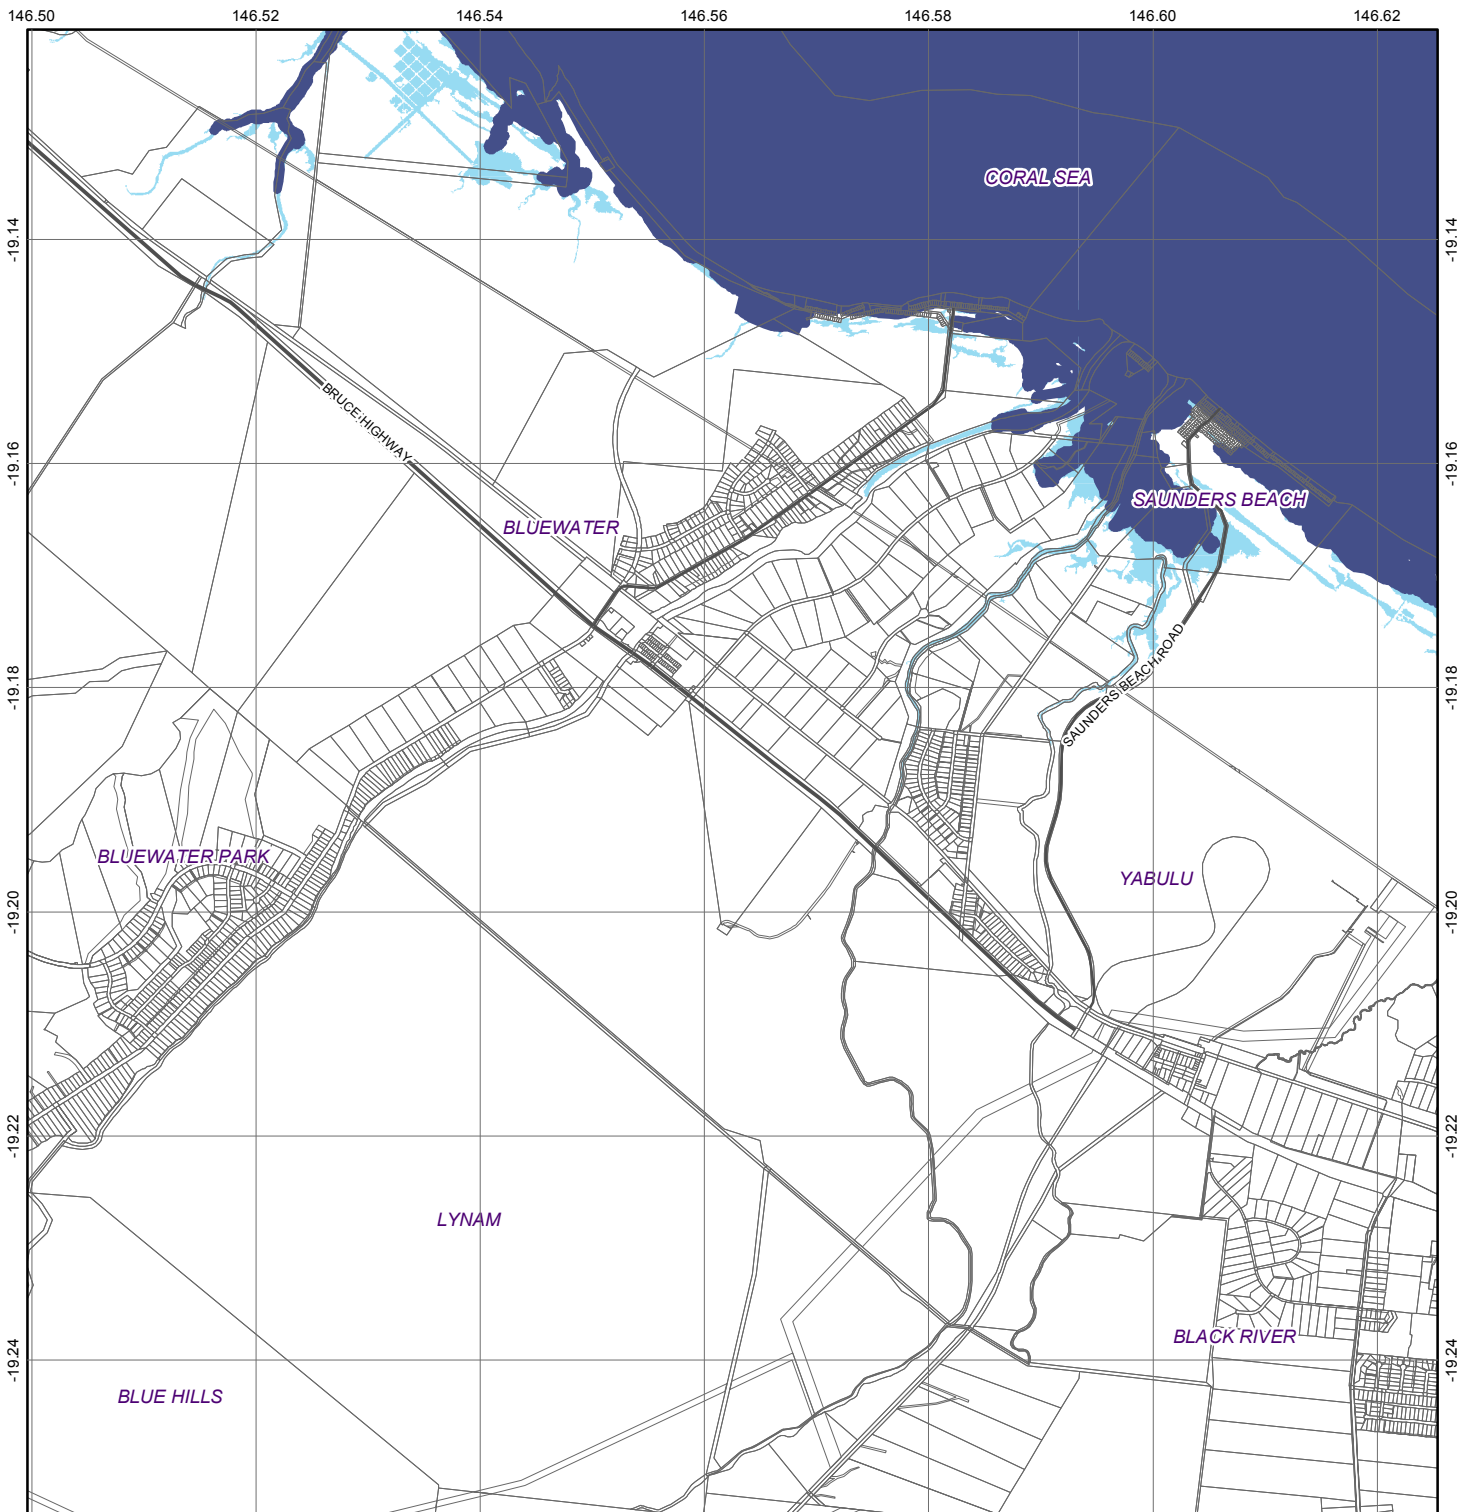 146.50 146.52 146.54 146.56 146.58 146.60 146.62
CORAL SEA
-19.14 -19.14
BRUCE HIGHWAY
-19.16 -19.16
SAUNDERS BEACH
BLUEWATER
SAUNDERS BEACH ROAD
-19.18 -19.18
BLUEWATER PARK
YABULU
-19.20 -19.20
-19.22 -19.22
LYNAM
BLACK RIVER
-19.24 -19.24
BLUE HILLS